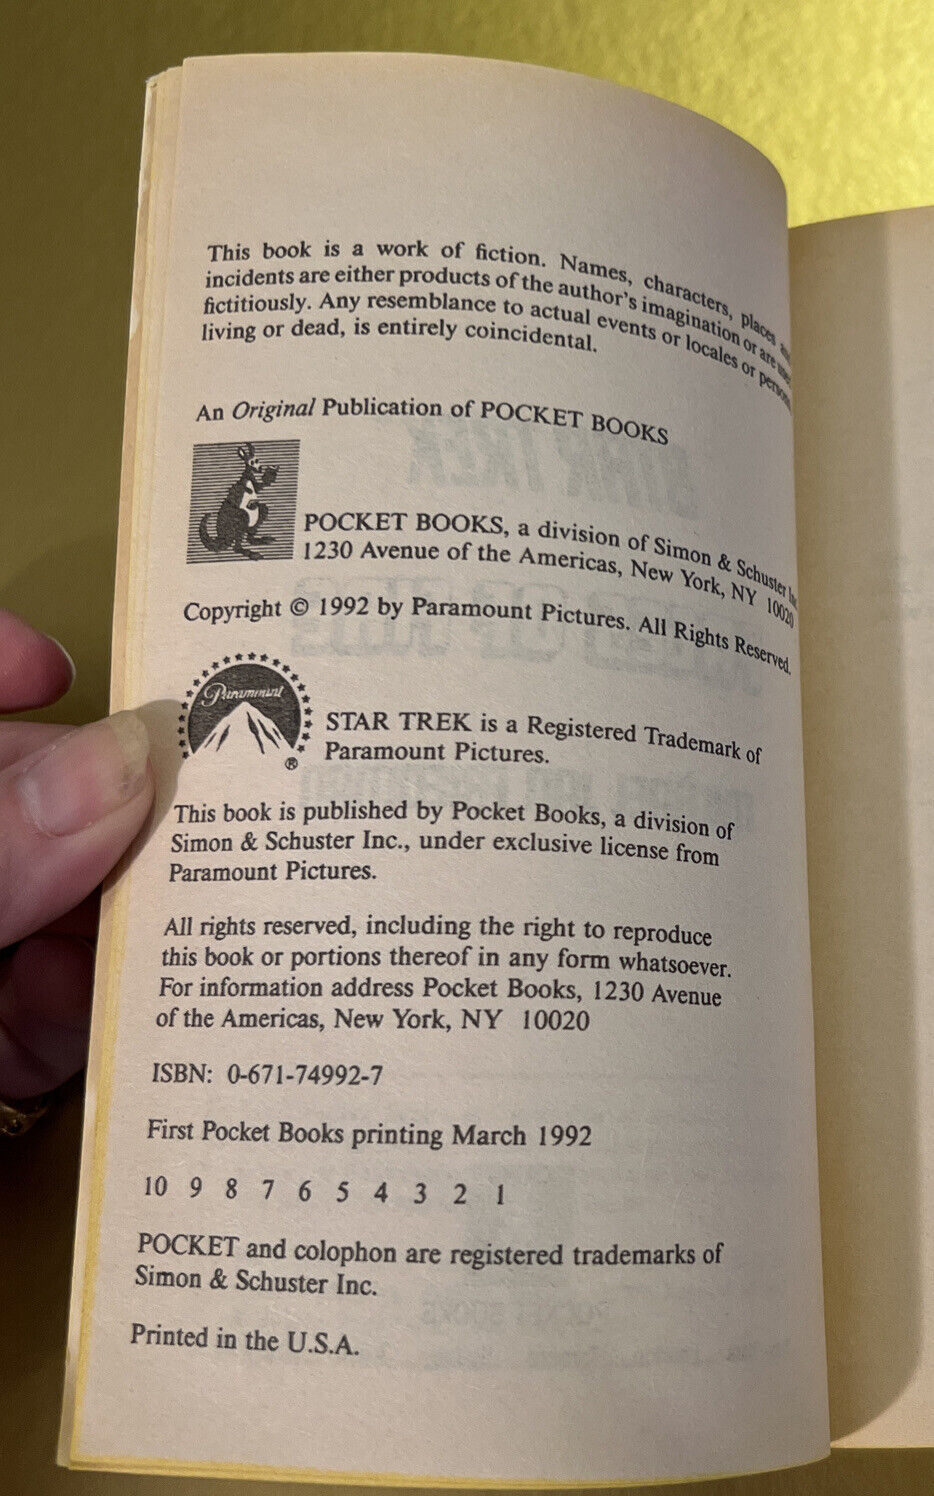 This book is a work of fiction. Names, characters, places
incidents are either products of the author's imagination or are
fictitiously. Any resemblance to actual events or locales or persons
living or dead, is entirely coincidental.
An Original Publication of POCKET BOOKS
POCKET BOOKS, a division of Simon & Schuster Inc.
1230 Avenue of the Americas, New York, NY 10020
Copyright © 1992 by Paramount Pictures. All Rights Reserved.
Paramount
®
STAR TREK is a Registered Trademark of
Paramount Pictures.
This book is published by Pocket Books, a division of
Simon & Schuster Inc., under exclusive license from
Paramount Pictures.
All rights reserved, including the right to reproduce
this book or portions thereof in any form whatsoever.
For information address Pocket Books, 1230 Avenue
of the Americas, New York, NY 10020
ISBN: 0-671-74992-7
First Pocket Books printing March 1992
10 9 8 7 6 5 4 3 2 1
POCKET and colophon are registered trademarks of
Simon & Schuster Inc.
Printed in the U.S.A.